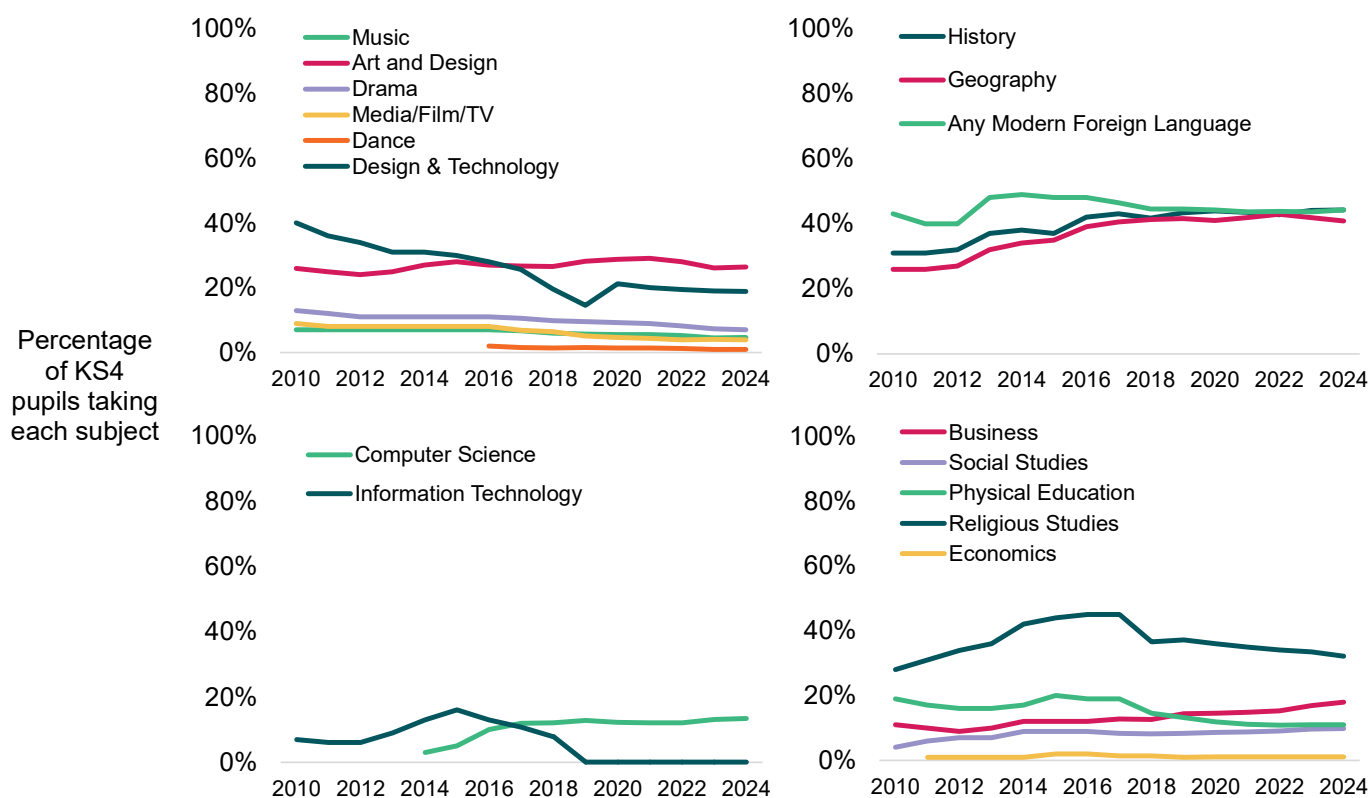 Percentage
of KS4
pupils taking
each subject
100%
80%
60%
40%
20%
0%
Music
Art and Design
Drama
Media/Film/TV
Dance
Design & Technology
2010 2012 2014 2016 2018 2020 2022 2024
100%
80%
60%
40%
20%
0%
History
Geography
Any Modern Foreign Language
2010 2012 2014 2016 2018 2020 2022 2024
100%
80%
60%
40%
20%
0%
Computer Science
Information Technology
2010 2012 2014 2016 2018 2020 2022 2024
100%
80%
60%
40%
20%
0%
Business
Social Studies
Physical Education
Religious Studies
Economics
2010 2012 2014 2016 2018 2020 2022 2024